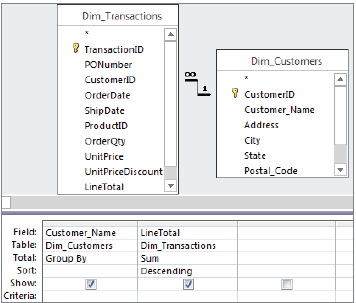 Dim_Transactions
*
TransactionID
PONumber
CustomerID
OrderDate
ShipDate
ProductID
OrderQty
UnitPrice
UnitPriceDiscount
LineTotal
∞
1
Dim_Customers
*
CustomerID
Customer_Name
Address
City
State
Postal_Code
Field: Customer_Name LineTotal
Table: Dim_Customers Dim_Transactions
Total: Group By Sum
Sort: Descending
Show:
Criteria: